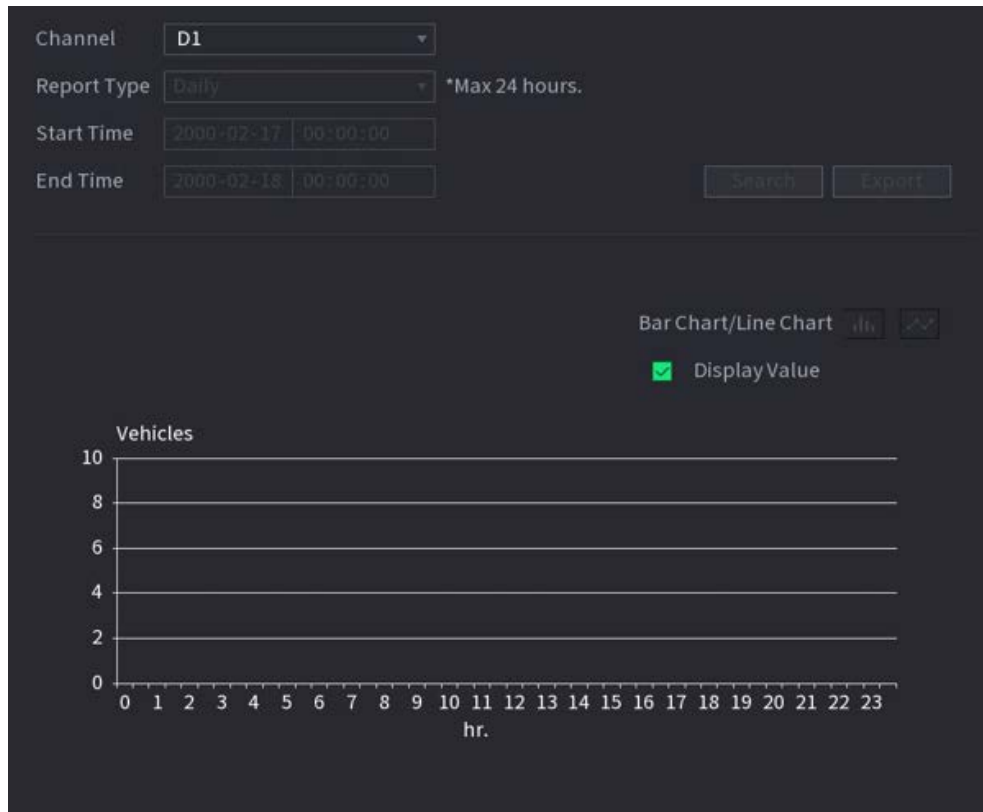 Channel D1
Report Type Daily *Max 24 hours.
Start Time 2000-02-17 00:00:00
End Time 2000-02-18 00:00:00 Search Export
Bar Chart/Line Chart
Display Value
Vehicles
10
8
6
4
2
0
0 1 2 3 4 5 6 7 8 9 10 11 12 13 14 15 16 17 18 19 20 21 22 23
hr.